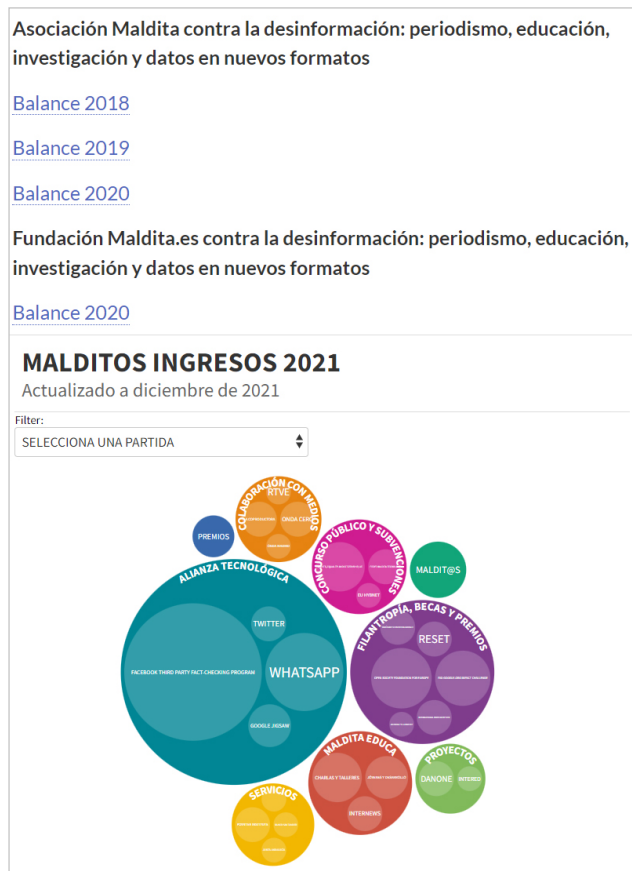 Asociación Maldita contra la desinformación: periodismo, educación,
investigación y datos en nuevos formatos
Balance 2018
Balance 2019
Balance 2020
Fundación Maldita.es contra la desinformación: periodismo, educación,
investigación y datos en nuevos formatos
Balance 2020
MALDITOS INGRESOS 2021
Actualizado a diciembre de 2021
Filter:
SELECCIONA UNA PARTIDA
COLABORACIÓN CON MEDIOS
RTVE
ONDA CERO
PREMIOS
CONCURSO PÚBLICO Y SUBVENCIONES
EU HYBNET
MALDIT@S
ALIANZA TECNOLÓGICA
TWITTER
FACEBOOK THIRD PARTY FACT-CHECKING PROGRAM
WHATSAPP
GOOGLE JIGSAW
FILANTROPÍA, BECAS Y PREMIOS
RESET
MALDITA EDUCA
CHARLAS Y TALLERES
JÓVENES Y DESARROLLO
INTERNEWS
PROYECTOS
DANONE
INTERED
SERVICIOS